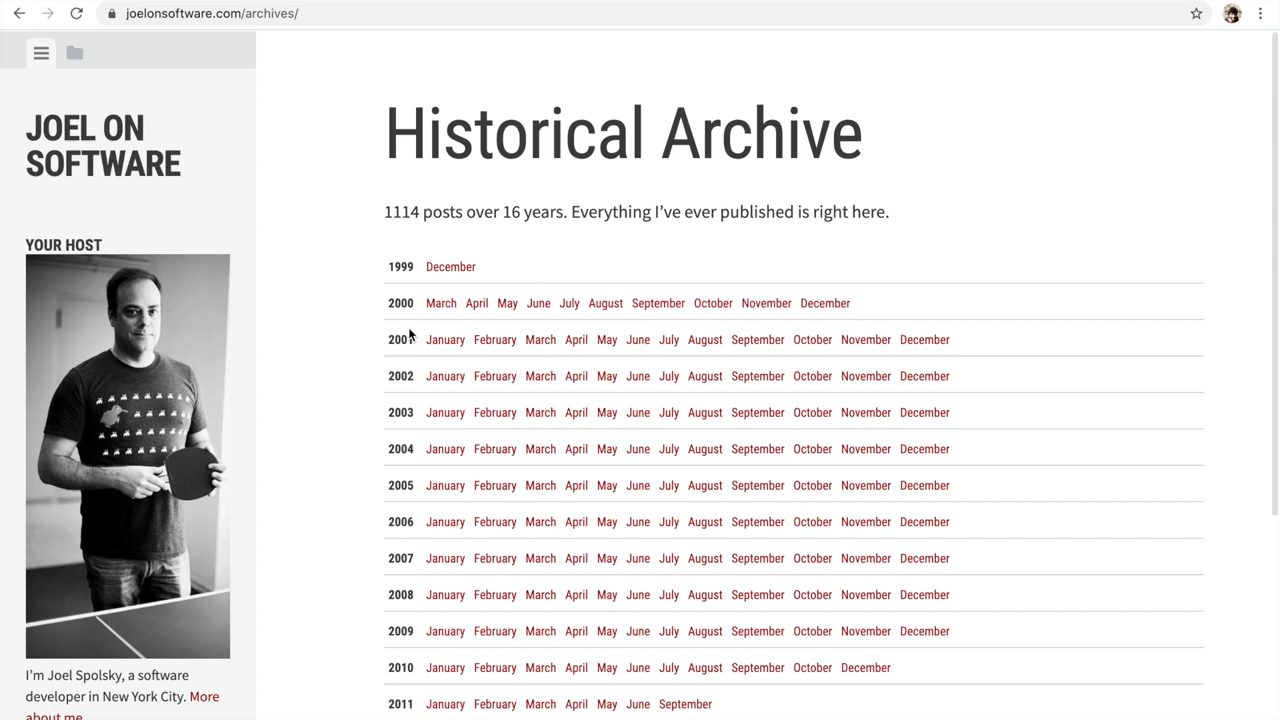 joelonsoftware.com/archives/
JOEL ON
SOFTWARE
YOUR HOST
I’m Joel Spolsky, a software
developer in New York City. More
about me.
Historical Archive
1114 posts over 16 years. Everything I’ve ever published is right here.
1999 December
2000 March April May June July August September October November December
2001 January February March April May June July August September October November December
2002 January February March April May June July August September October November December
2003 January February March April May June July August September October November December
2004 January February March April May June July August September October November December
2005 January February March April May June July August September October November December
2006 January February March April May June July August September October November December
2007 January February March April May June July August September October November December
2008 January February March April May June July August September October November December
2009 January February March April May June July August September October November December
2010 January February March April May June July August September October December
2011 January February March April May June September